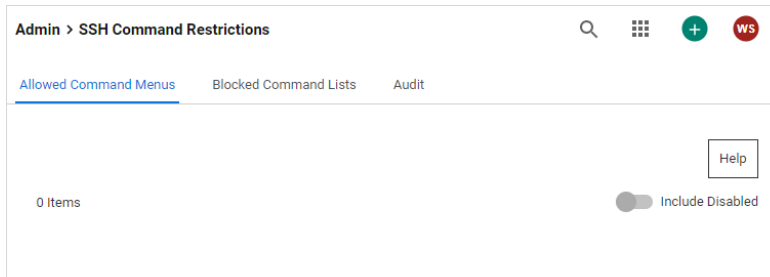 Admin > SSH Command Restrictions
WS
Allowed Command Menus Blocked Command Lists Audit
Help
0 Items Include Disabled